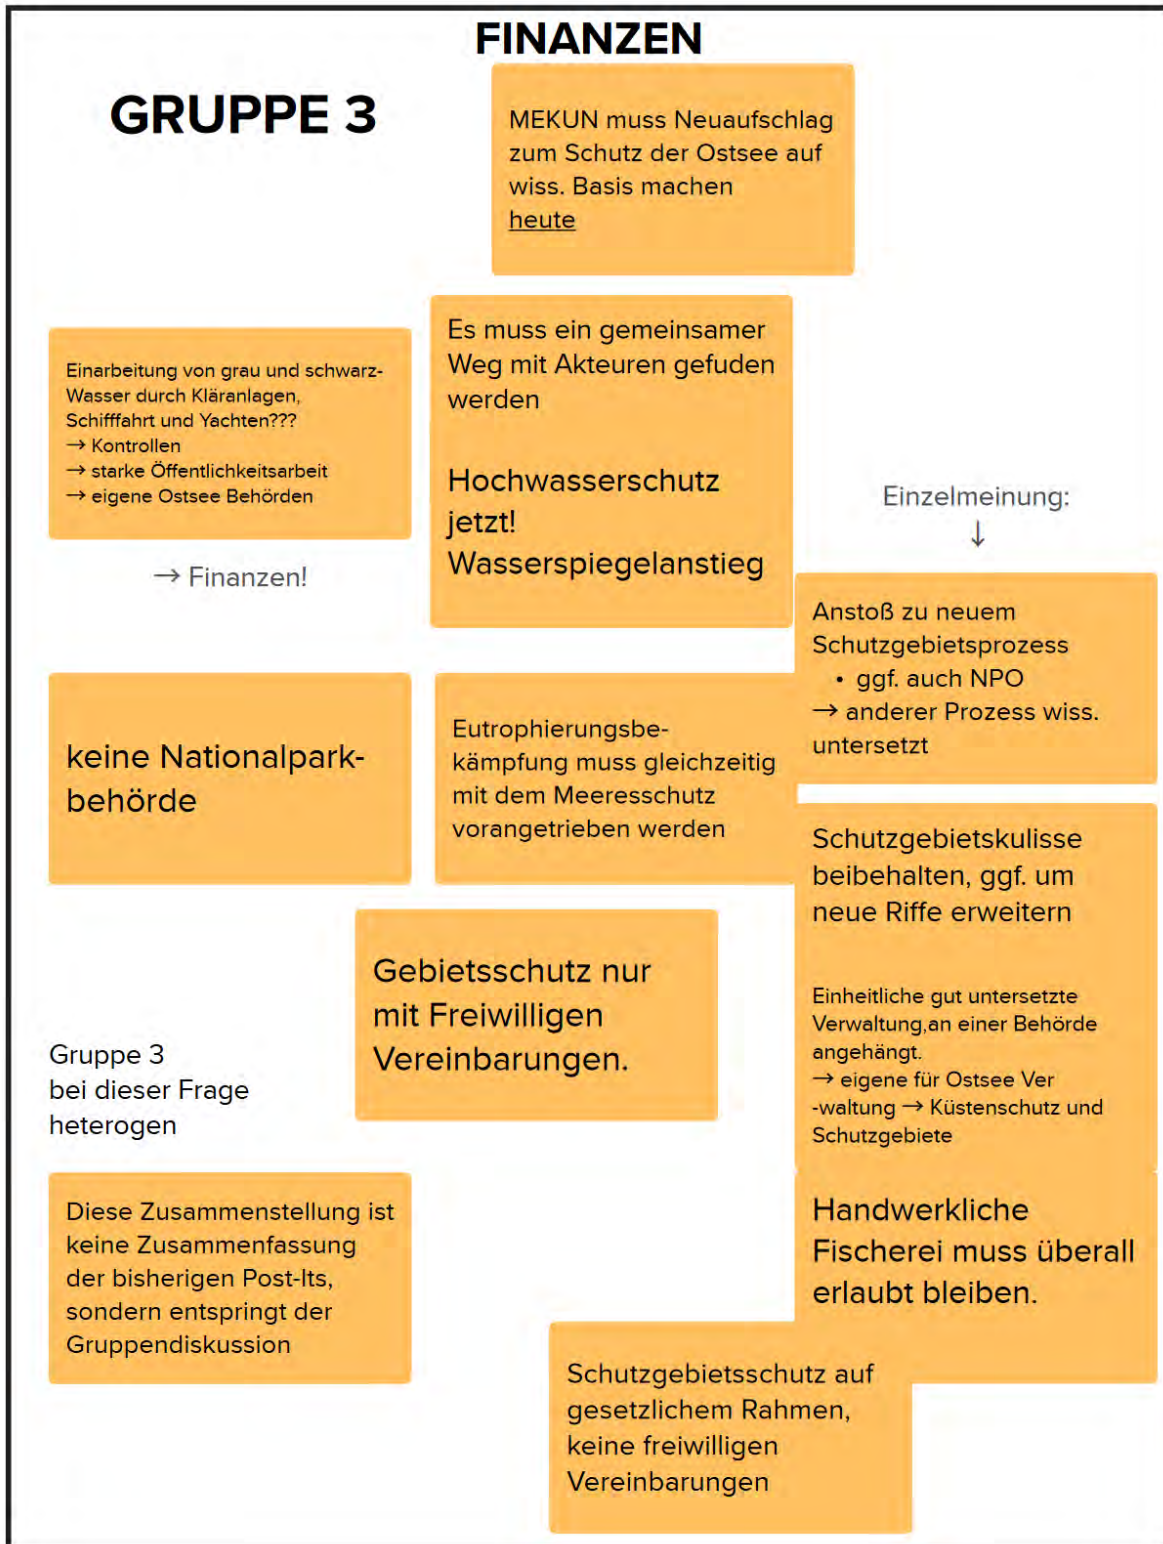 FINANZEN
GRUPPE 3
MEKUN muss Neuaufschlag
zum Schutz der Ostsee auf
wiss. Basis machen
heute
Einarbeitung von grau und schwarz-
Wasser durch Kläranlagen,
Schifffahrt und Yachten???
→ Kontrollen
→ starke Öffentlichkeitsarbeit
→ eigene Ostsee Behörden
→ Finanzen!
Es muss ein gemeinsamer
Weg mit Akteuren gefuden
werden
Hochwasserschutz
jetzt!
Wasserspiegelanstieg
Einzelmeinung:
↓
Anstoß zu neuem
Schutzgebietsprozess
• ggf. auch NPO
→ anderer Prozess wiss.
untersetzt
keine Nationalpark-
behörde
Eutrophierungsbe-
kämpfung muss gleichzeitig
mit dem Meeresschutz
vorangetrieben werden
Schutzgebietskulisse
beibehalten, ggf. um
neue Riffe erweitern
Einheitliche gut untersetzte
Verwaltung,an einer Behörde
angehängt.
→ eigene für Ostsee Ver
-waltung → Küstenschutz und
Schutzgebiete
Gebietsschutz nur
mit Freiwilligen
Vereinbarungen.
Gruppe 3
bei dieser Frage
heterogen
Diese Zusammenstellung ist
keine Zusammenfassung
der bisherigen Post-Its,
sondern entspringt der
Gruppendiskussion
Handwerkliche
Fischerei muss überall
erlaubt bleiben.
Schutzgebietsschutz auf
gesetzlichem Rahmen,
keine freiwilligen
Vereinbarungen